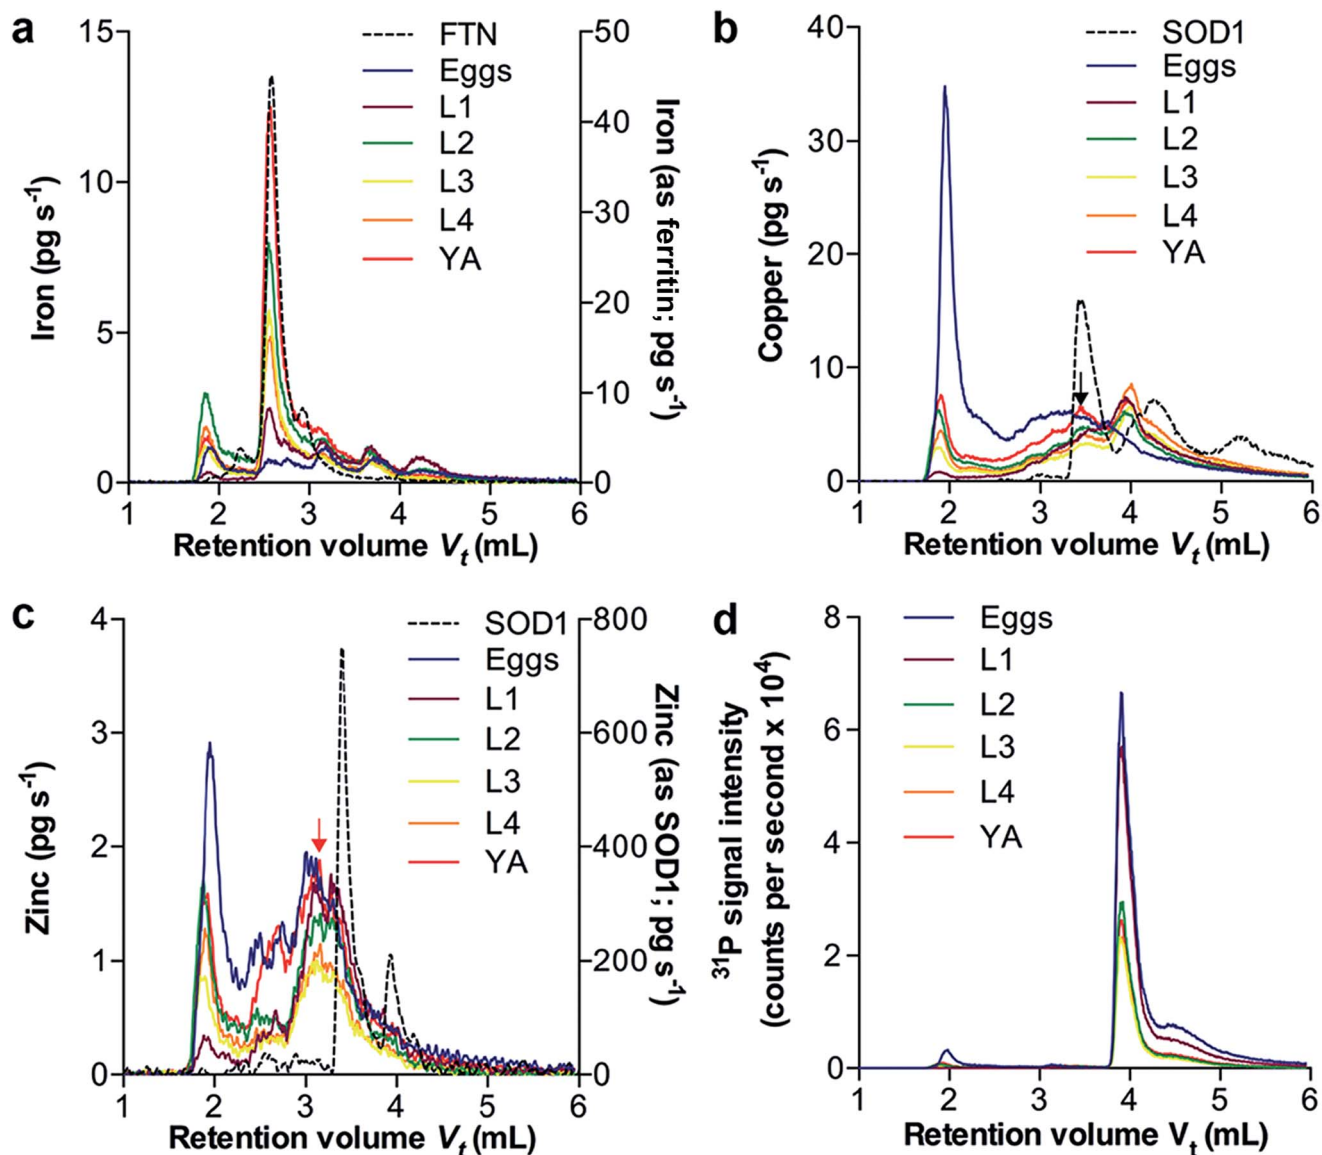 a
15
10
5
0
Iron (pg s-1)
FTN
Eggs
L1
L2
L3
L4
YA
50
40
30
20
10
0
Iron (as ferritin; pg s-1)
1 2 3 4 5 6
Retention volume Vt (mL)
b
40
30
20
10
0
Copper (pg s-1)
SOD1
Eggs
L1
L2
L3
L4
YA
1 2 3 4 5 6
Retention volume Vt (mL)
c
4
3
2
1
0
Zinc (pg s-1)
SOD1
Eggs
L1
L2
L3
L4
YA
800
600
400
200
0
Zinc (as SOD1; pg s-1)
1 2 3 4 5 6
Retention volume Vt (mL)
d
8
6
4
2
0
31P signal intensity
(counts per second x 104)
Eggs
L1
L2
L3
L4
YA
1 2 3 4 5 6
Retention volume Vt (mL)